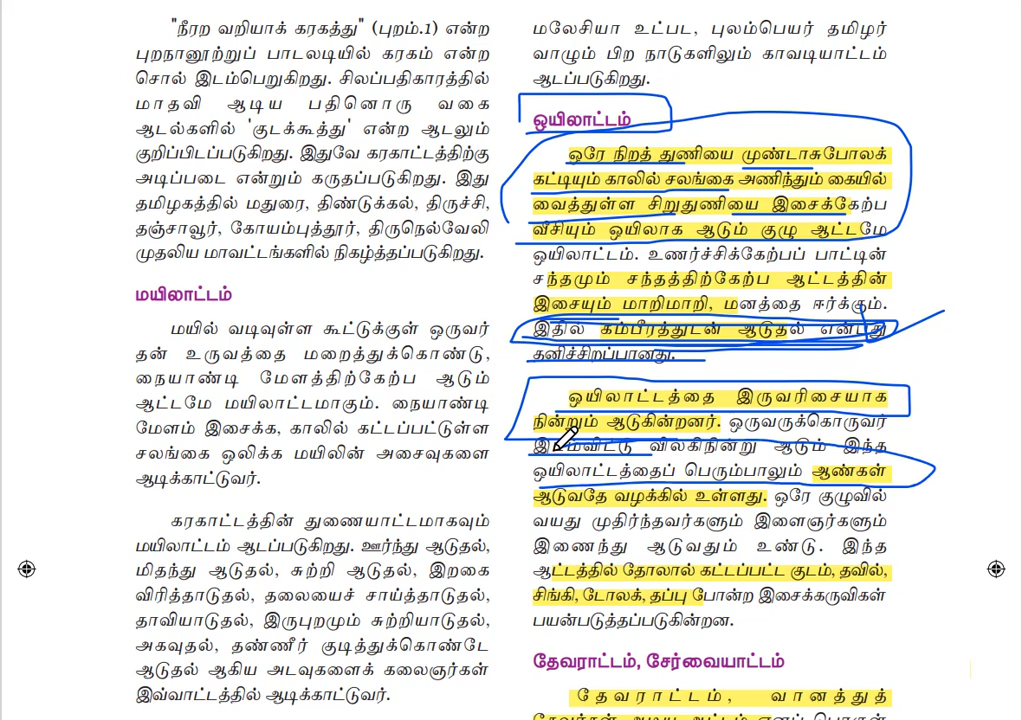 "நீரற வறியாக் கரகத்து" (புறம்.1) என்ற
புறநானூற்றுப் பாடலடியில் கரகம் என்ற
சொல் இடம்பெறுகிறது. சிலப்பதிகாரத்தில்
மாதவி ஆடிய பதினொரு வகை
ஆடல்களில் 'குடக்கூத்து' என்ற ஆடலும்
குறிப்பிடப்படுகிறது. இதுவே கரகாட்டத்திற்கு
அடிப்படை என்றும் கருதப்படுகிறது. இது
தமிழகத்தில் மதுரை, திண்டுக்கல், திருச்சி,
தஞ்சாவூர், கோயம்புத்தூர், திருநெல்வேலி
முதலிய மாவட்டங்களில் நிகழ்த்தப்படுகிறது.
மயிலாட்டம்
மயில் வடிவுள்ள கூட்டுக்குள் ஒருவர்
தன் உருவத்தை மறைத்துக்கொண்டு,
நையாண்டி மேளத்திற்கேற்ப ஆடும்
ஆட்டமே மயிலாட்டமாகும். நையாண்டி
மேளம் இசைக்க, காலில் கட்டப்பட்டுள்ள
சலங்கை ஒலிக்க மயிலின் அசைவுகளை
ஆடிக்காட்டுவர்.
கரகாட்டத்தின் துணையாட்டமாகவும்
மயிலாட்டம் ஆடப்படுகிறது. ஊர்ந்து ஆடுதல்,
மிதந்து ஆடுதல், சுற்றி ஆடுதல், இறகை
விரித்தாடுதல், தலையைச் சாய்த்தாடுதல்,
தாவியாடுதல், இருபுறமும் சுற்றியாடுதல்,
அகவுதல், தண்ணீர் குடித்துக்கொண்டே
ஆடுதல் ஆகிய அடவுகளைக் கலைஞர்கள்
இவ்வாட்டத்தில் ஆடிக்காட்டுவர்.
மலேசியா உட்பட, புலம்பெயர் தமிழர்
வாழும் பிற நாடுகளிலும் காவடியாட்டம்
ஆடப்படுகிறது.
ஒயிலாட்டம்
ஒரே நிறத் துணியை முண்டாசுபோலக்
கட்டியும் காலில் சலங்கை அணிந்தும் கையில்
வைத்துள்ள சிறுதுணியை இசைக்கேற்ப
வீசியும் ஒயிலாக ஆடும் குழு ஆட்டமே
ஒயிலாட்டம். உணர்ச்சிக்கேற்பப் பாட்டின்
சந்தமும் சந்தத்திற்கேற்ப ஆட்டத்தின்
இசையும் மாறிமாறி, மனத்தை ஈர்க்கும்.
இதில் கம்பீரத்துடன் ஆடுதல் என்பது
தனிச்சிறப்பானது.
ஒயிலாட்டத்தை இருவரிசையாக
நின்றும் ஆடுகின்றனர். ஒருவருக்கொருவர்
இடம்விட்டு விலகிநின்று ஆடும் இந்த
ஒயிலாட்டத்தைப் பெரும்பாலும் ஆண்கள்
ஆடுவதே வழக்கில் உள்ளது. ஒரே குழுவில்
வயது முதிர்ந்தவர்களும் இளைஞர்களும்
இணைந்து ஆடுவதும் உண்டு. இந்த
ஆட்டத்தில் தோலால் கட்டப்பட்ட குடம், தவில்,
சிங்கி, டோலக், தப்பு போன்ற இசைக்கருவிகள்
பயன்படுத்தப்படுகின்றன.
தேவராட்டம், சேர்வையாட்டம்
தேவராட்டம், வானத்துத்